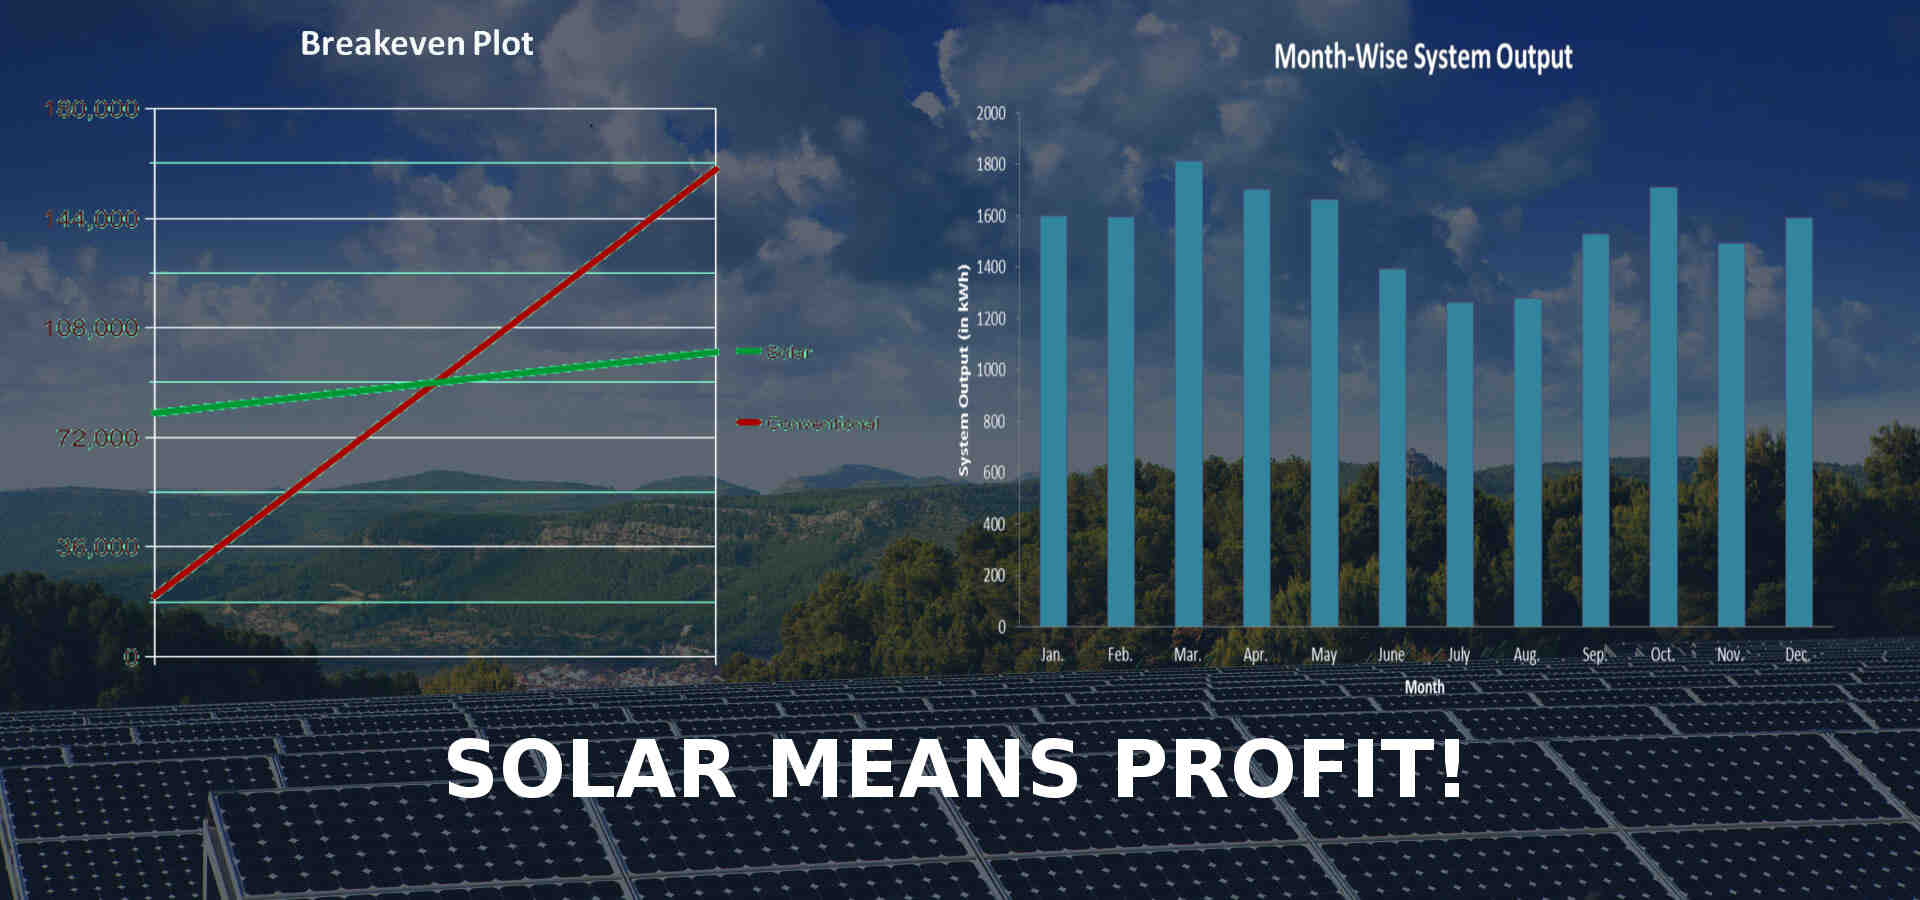 Breakeven Plot
180,000
144,000
108,000
72,000
36,000
0
Solar
Conventional
Month-Wise System Output
2000
1800
1600
1400
1200
1000
800
600
400
200
0
System Output (in kWh)
Jan. Feb. Mar. Apr. May June July Aug. Sep. Oct. Nov. Dec.
Month
SOLAR MEANS PROFIT!